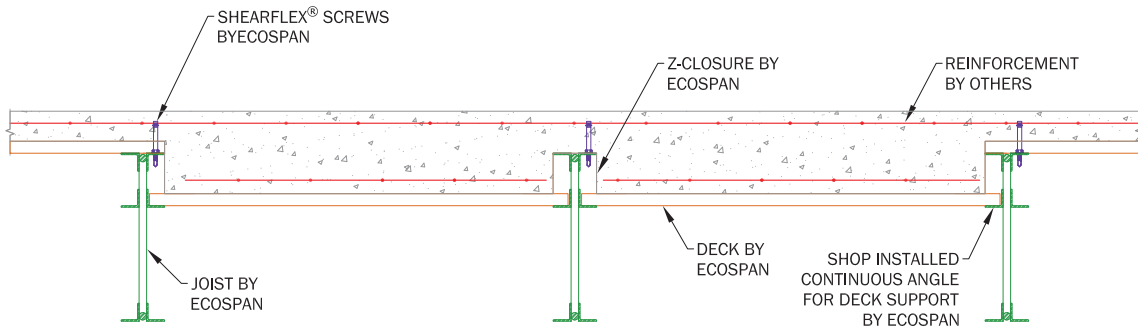 SHEARFLEX® SCREWS
BYECOSPAN
Z-CLOSURE BY
ECOSPAN
REINFORCEMENT
BY OTHERS
JOIST BY
ECOSPAN
DECK BY
ECOSPAN
SHOP INSTALLED
CONTINUOUS ANGLE
FOR DECK SUPPORT
BY ECOSPAN